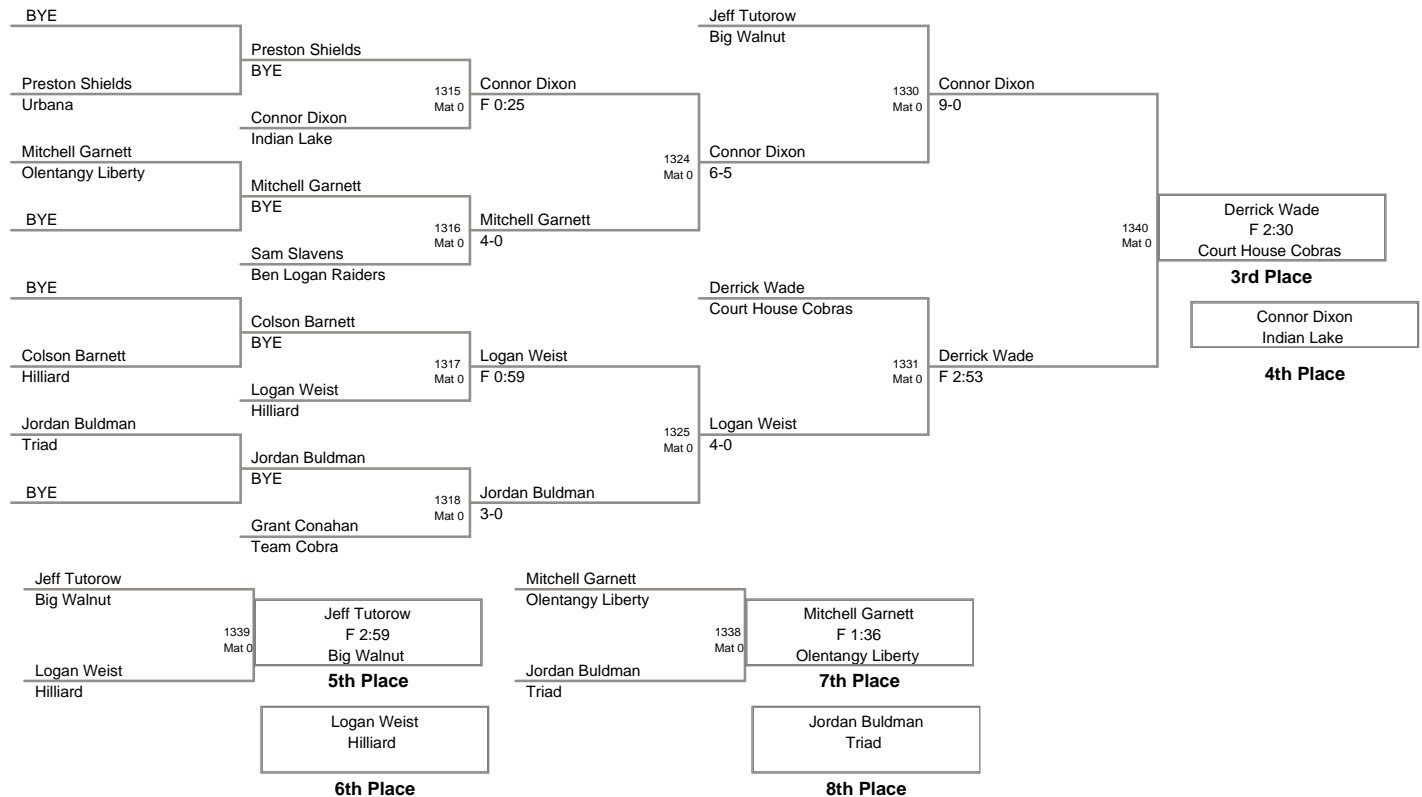 BYE
Preston Shields
Urbana
Mitchell Garnett
Olentangy Liberty
BYE
BYE
Colson Barnett
Hilliard
Jordan Buldman
Triad
BYE
Preston Shields
BYE
Connor Dixon
Indian Lake
Mitchell Garnett
BYE
Sam Slavens
Ben Logan Raiders
Colson Barnett
BYE
Logan Weist
Hilliard
Jordan Buldman
BYE
Grant Conahan
Team Cobra
1315
Mat 0
1316
Mat 0
1317
Mat 0
1318
Mat 0
Connor Dixon
F 0:25
Mitchell Garnett
4-0
Logan Weist
F 0:59
Jordan Buldman
3-0
1324
Mat 0
1325
Mat 0
Jeff Tutorow
Big Walnut
Connor Dixon
6-5
Derrick Wade
Court House Cobras
Logan Weist
4-0
1330
Mat 0
1331
Mat 0
Connor Dixon
9-0
Derrick Wade
F 2:53
1340
Mat 0
Derrick Wade
F 2:30
Court House Cobras
3rd Place
Connor Dixon
Indian Lake
4th Place
Jeff Tutorow
Big Walnut
Logan Weist
Hilliard
1339
Mat 0
Jeff Tutorow
F 2:59
Big Walnut
5th Place
Logan Weist
Hilliard
6th Place
Mitchell Garnett
Olentangy Liberty
Jordan Buldman
Triad
1338
Mat 0
Mitchell Garnett
F 1:36
Olentangy Liberty
7th Place
Jordan Buldman
Triad
8th Place